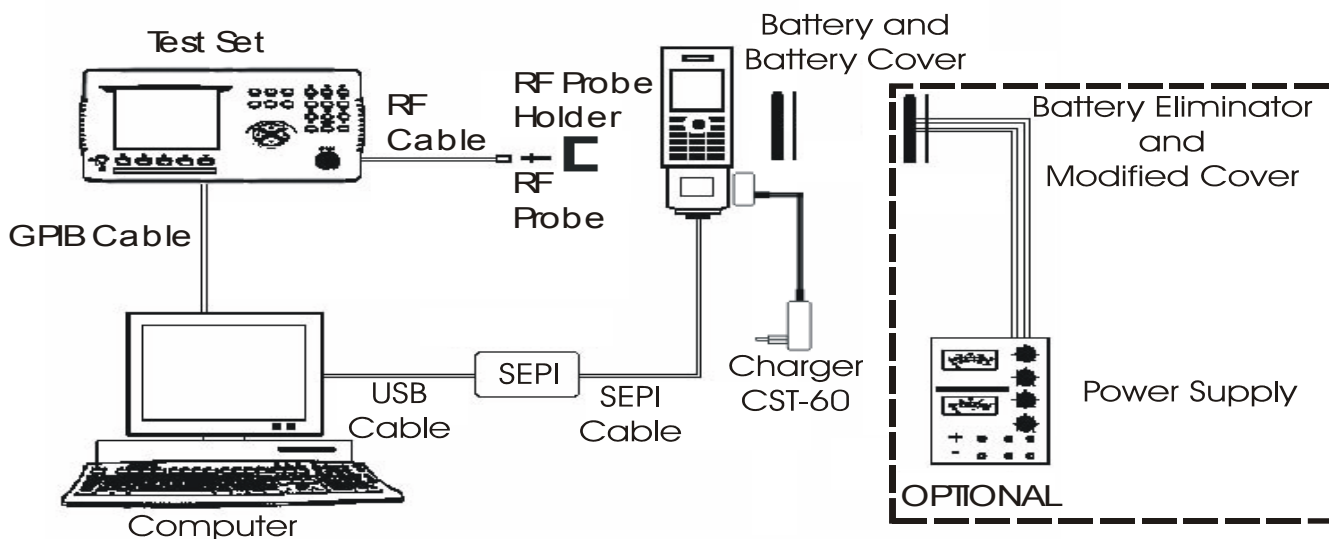 Test Set
RF
Cable
RF Probe
Holder
RF
Probe
Battery and
Battery Cover
Battery Eliminator
and
Modified Cover
GPIB Cable
USB
Cable
SEPI
SEPI
Cable
Charger
CST-60
Power Supply
+
-
OPTIONAL
Computer